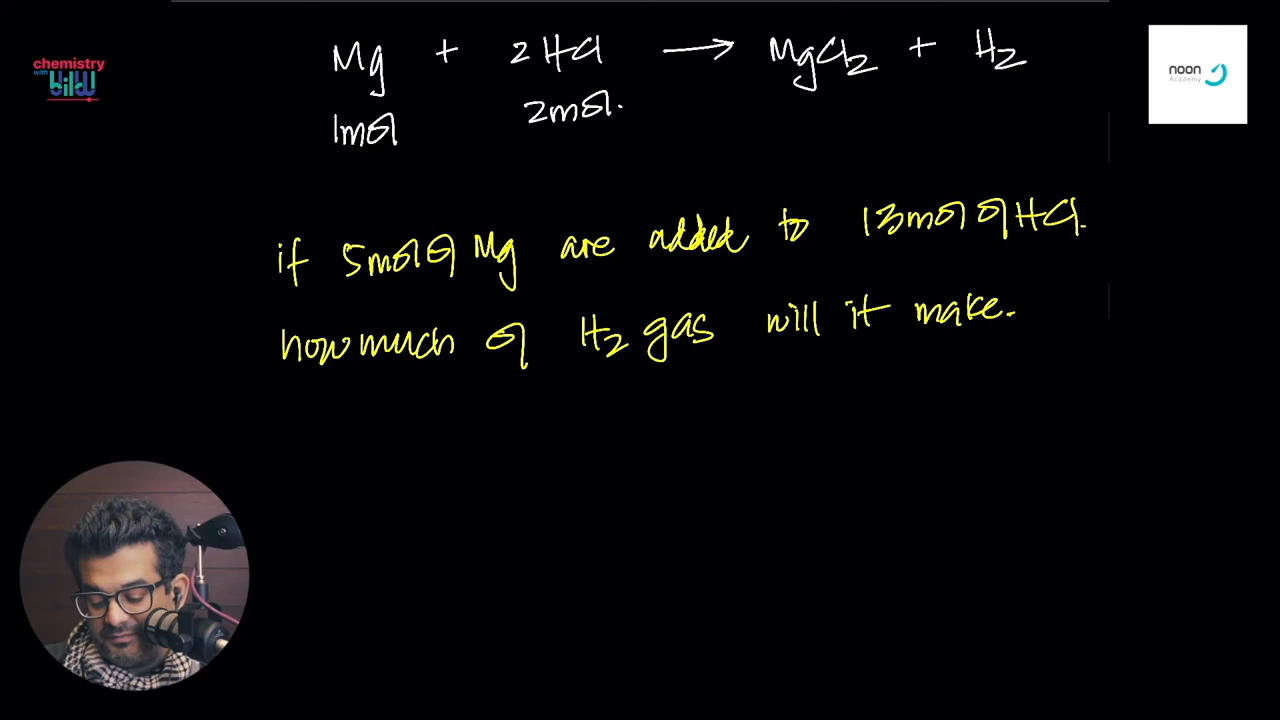 Mg + 2HCl → MgCl2 + H2
1mol 2mol.
if 5mol of Mg are added to 13mol of HCl.
how much of H2 gas will it make.
chemistry
with
bilal
noon
Academy